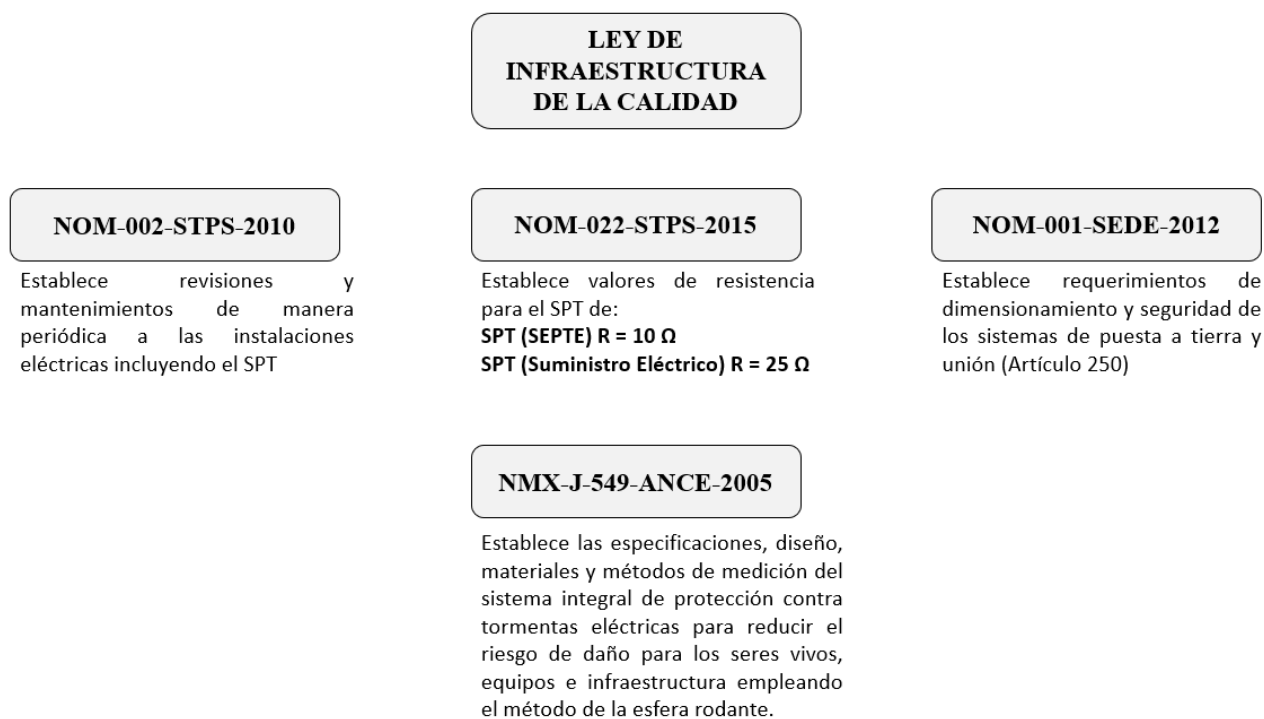 LEY DE
INFRAESTRUCTURA
DE LA CALIDAD
NOM-002-STPS-2010
Establece revisiones y
mantenimientos de manera
periódica a las instalaciones
eléctricas incluyendo el SPT
NOM-022-STPS-2015
Establece valores de resistencia
para el SPT de:
SPT (SEPTE) R = 10 Ω
SPT (Suministro Eléctrico) R = 25 Ω
NOM-001-SEDE-2012
Establece requerimientos de
dimensionamiento y seguridad de
los sistemas de puesta a tierra y
unión (Artículo 250)
NMX-J-549-ANCE-2005
Establece las especificaciones, diseño,
materiales y métodos de medición del
sistema integral de protección contra
tormentas eléctricas para reducir el
riesgo de daño para los seres vivos,
equipos e infraestructura empleando
el método de la esfera rodante.